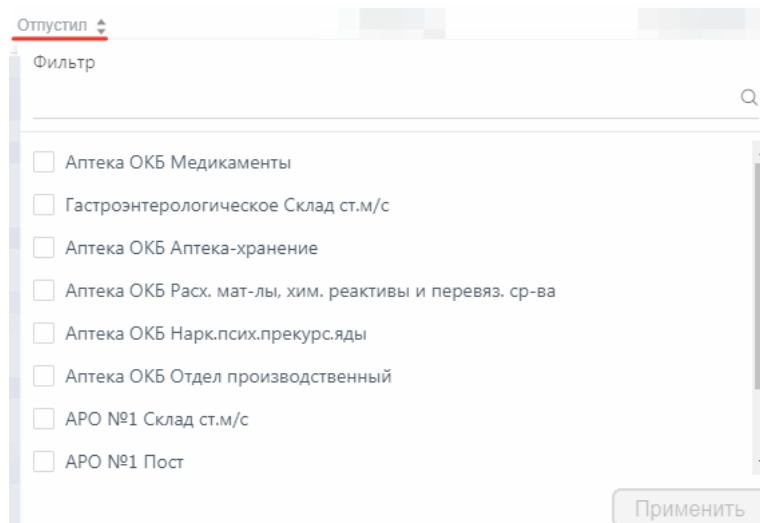 Отпустил
Фильтр
Аптека ОКБ Медикаменты
Гастроэнтерологическое Склад ст.м/с
Аптека ОКБ Аптека-хранение
Аптека ОКБ Расх. мат-лы, хим. реактивы и перевяз. ср-ва
Аптека ОКБ Нарк.псих.прекурс.яды
Аптека ОКБ Отдел производственный
АРО №1 Склад ст.м/с
АРО №1 Пост
Применить